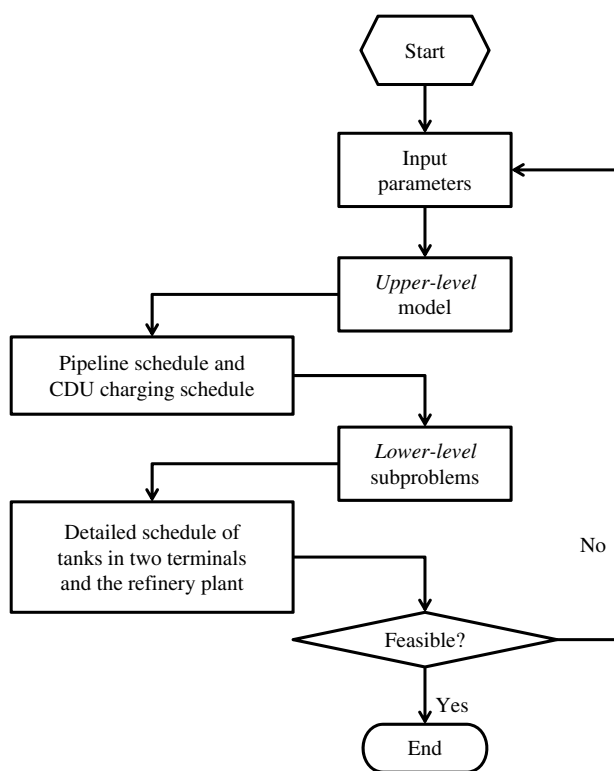 Start
Input
parameters
Upper-level
model
Pipeline schedule and
CDU charging schedule
Lower-level
subproblems
Detailed schedule of
tanks in two terminals
and the refinery plant
No
Feasible?
Yes
End